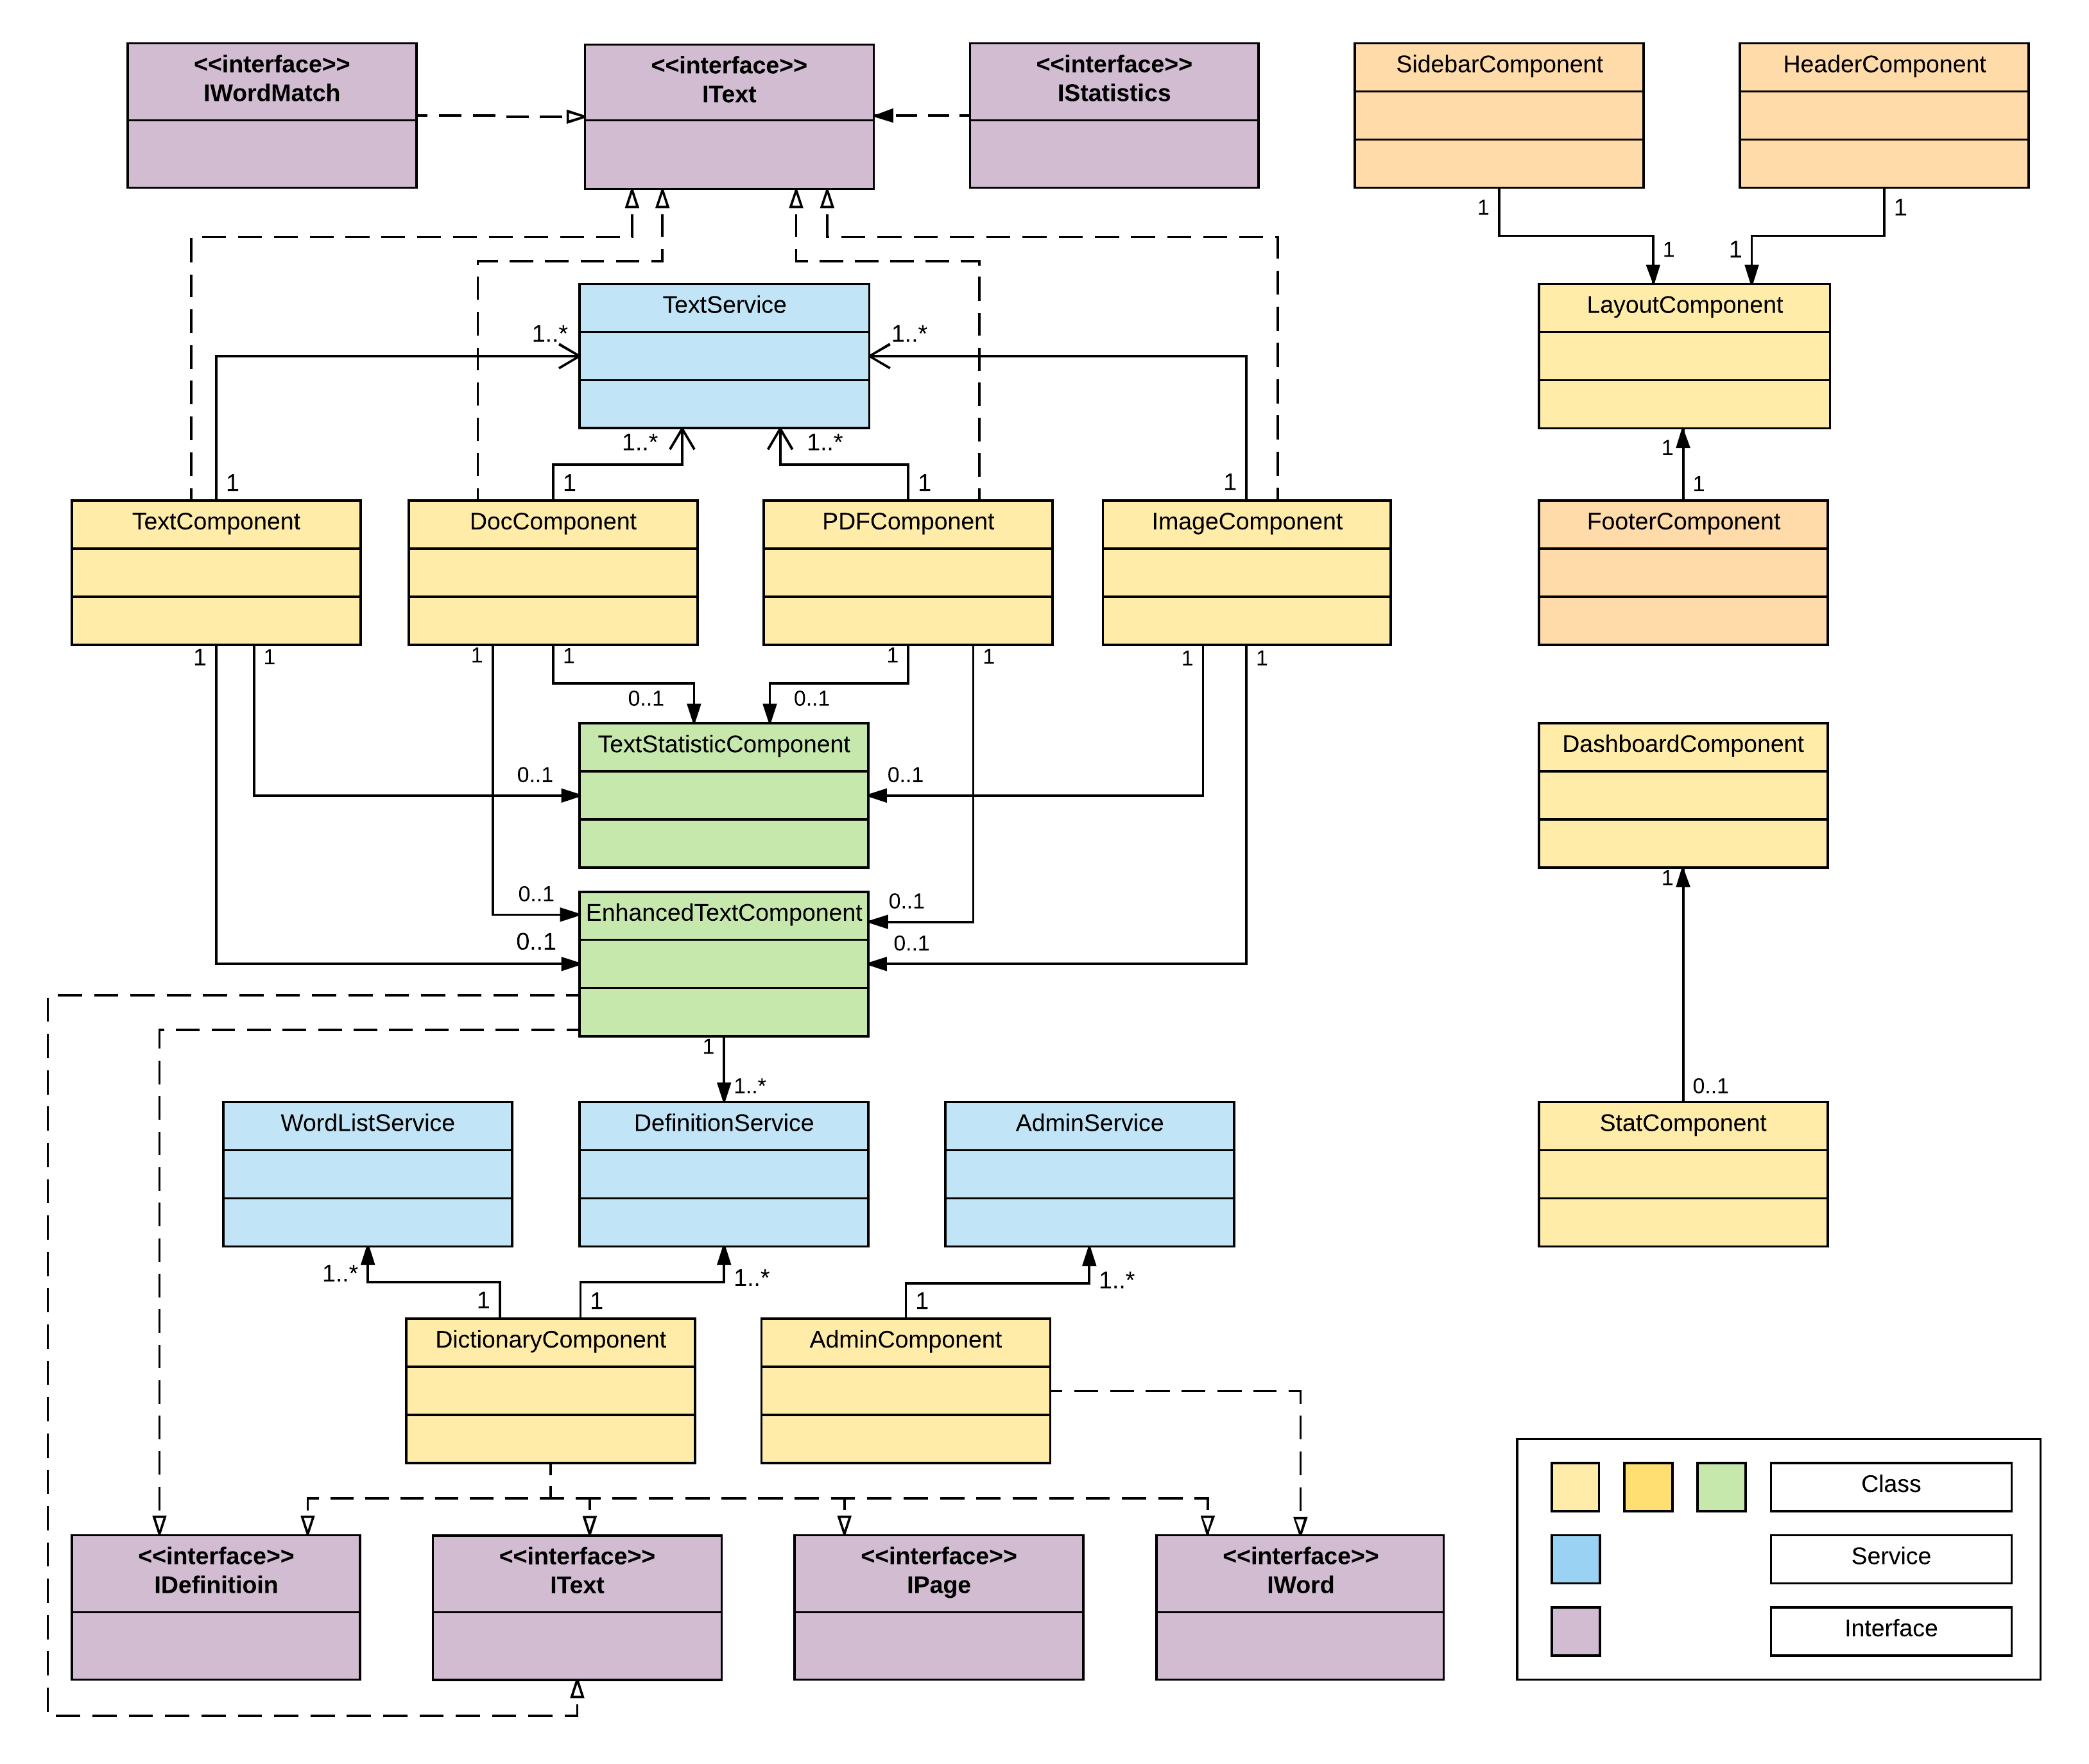 <<interface>>
IWordMatch
<<interface>>
IText
<<interface>>
IStatistics
SidebarComponent
HeaderComponent
1
1
1
1
TextService
LayoutComponent
1..*
1..*
1..*
1..*
1
1
1
1
1
1
TextComponent
DocComponent
PDFComponent
ImageComponent
FooterComponent
1
1
1
1
1
1
1
1
0..1
0..1
TextStatisticComponent
DashboardComponent
0..1
0..1
1
0..1
0..1
EnhancedTextComponent
0..1
0..1
1
1..*
0..1
WordListService
DefinitionService
AdminService
StatComponent
1..*
1..*
1..*
1
1
1
DictionaryComponent
AdminComponent
<<interface>>
IDefinitioin
<<interface>>
IText
<<interface>>
IPage
<<interface>>
IWord
Class
Service
Interface